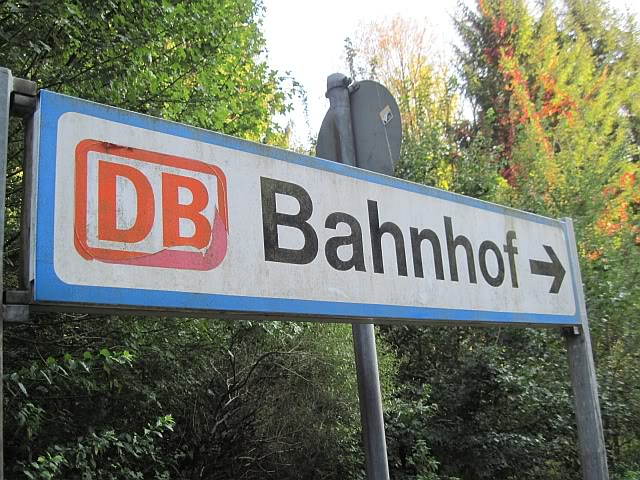 DB Bahnhof →